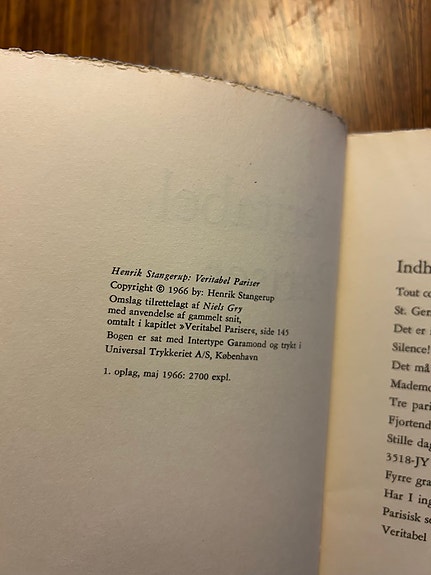 Henrik Stangerup: Veritabel Pariser
Copyright © 1966 by: Henrik Stangerup
Omslag tilrettelagt af Niels Gry
med anvendelse af gammelt snit,
omtalt i kapitlet »Veritabel Pariser«, side 145
Bogen er sat med Intertype Garamond og trykt i
Universal Trykkeriet A/S, København
1. oplag, maj 1966: 2700 expl.
Indh
Tout co
St. Ger
Det er
Silence!
Det må
Mademo
Tre pari
Fjortend
Stille dag
3518-JY
Fyrre gra
Har I ing
Parisisk se
Veritabel